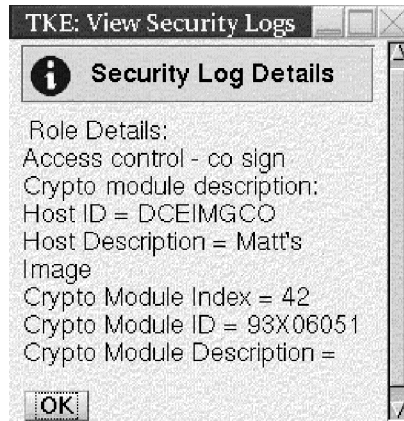 TKE: View Security Logs
Security Log Details
Role Details:
Access control - co sign
Crypto module description:
Host ID = DCEIMGCO
Host Description = Matt's
Image
Crypto Module Index = 42
Crypto Module ID = 93X06051
Crypto Module Description =
OK